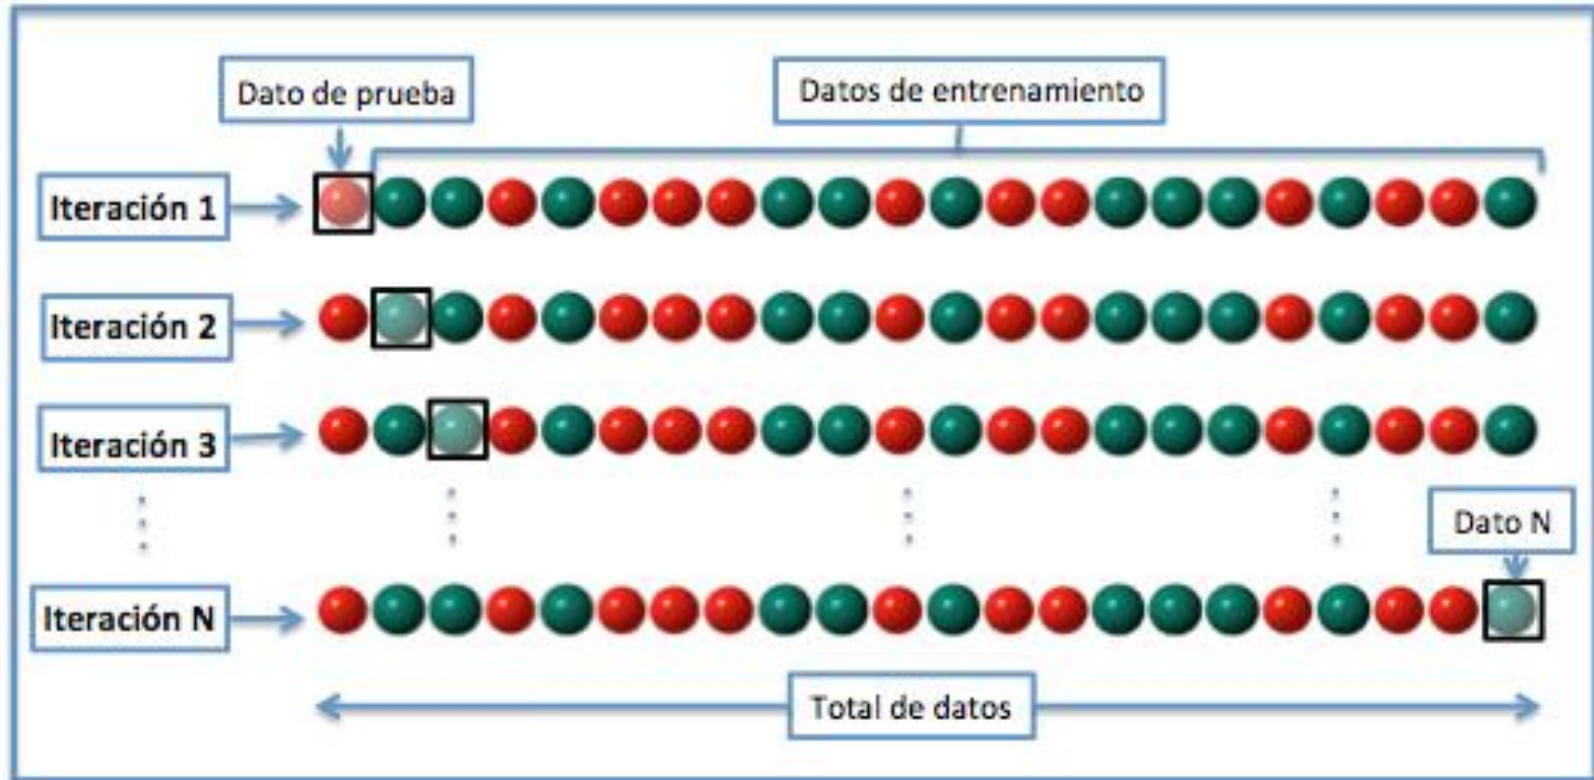 Dato de prueba
Datos de entrenamiento
Iteración 1
Iteración 2
Iteración 3
Dato N
Iteración N
Total de datos